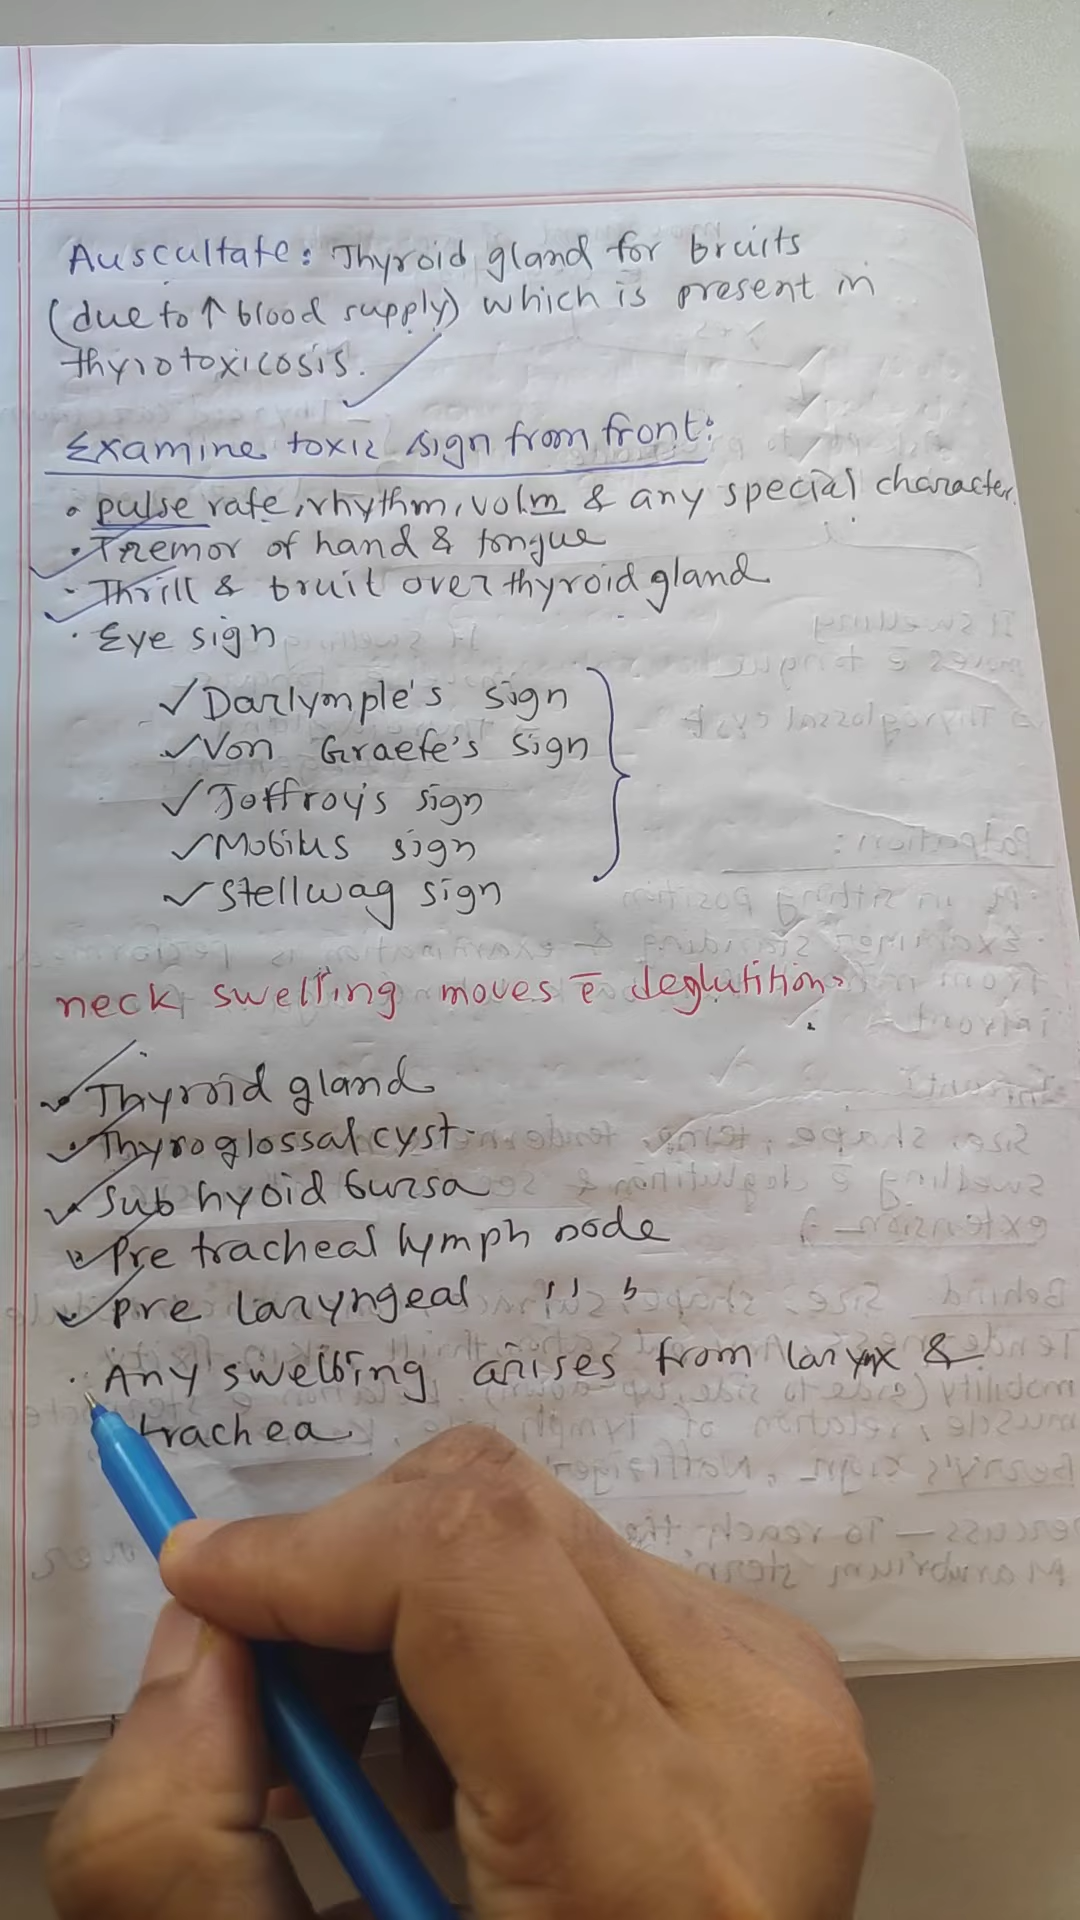 Auscultate: Thyroid gland for bruits
(due to ↑ blood supply) which is present in
thyrotoxicosis.
Examine toxic sign from front:
• pulse rate, rhythm, volm & any special character.
• Tremor of hand & tongue
• Thrill & bruit over thyroid gland
• Eye sign
✓ Darlymple's sign
✓ Von Graefe's sign
✓ Joffroy's sign
✓ Mobius sign
✓ Stellwag sign
neck swelling moves c̄ deglutition:
• Thyroid gland
• Thyroglossal cyst.
• Sub hyoid bursa
• Pre tracheal lymph node
• Pre laryngeal " "
• Any swelling arises from larynx &
trachea